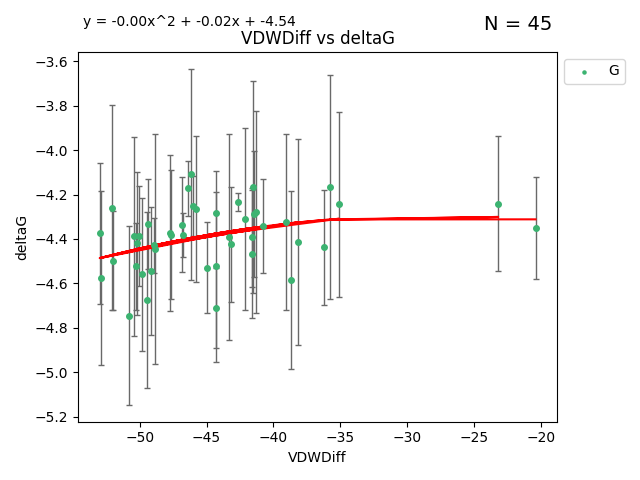 y = -0.00x^2 + -0.02x + -4.54
N = 45
VDWDiff vs deltaG
G
−3.6
−3.8
−4.0
−4.2
−4.4
−4.6
−4.8
−5.0
−5.2
deltaG
−50 −45 −40 −35 −30 −25 −20
VDWDiff